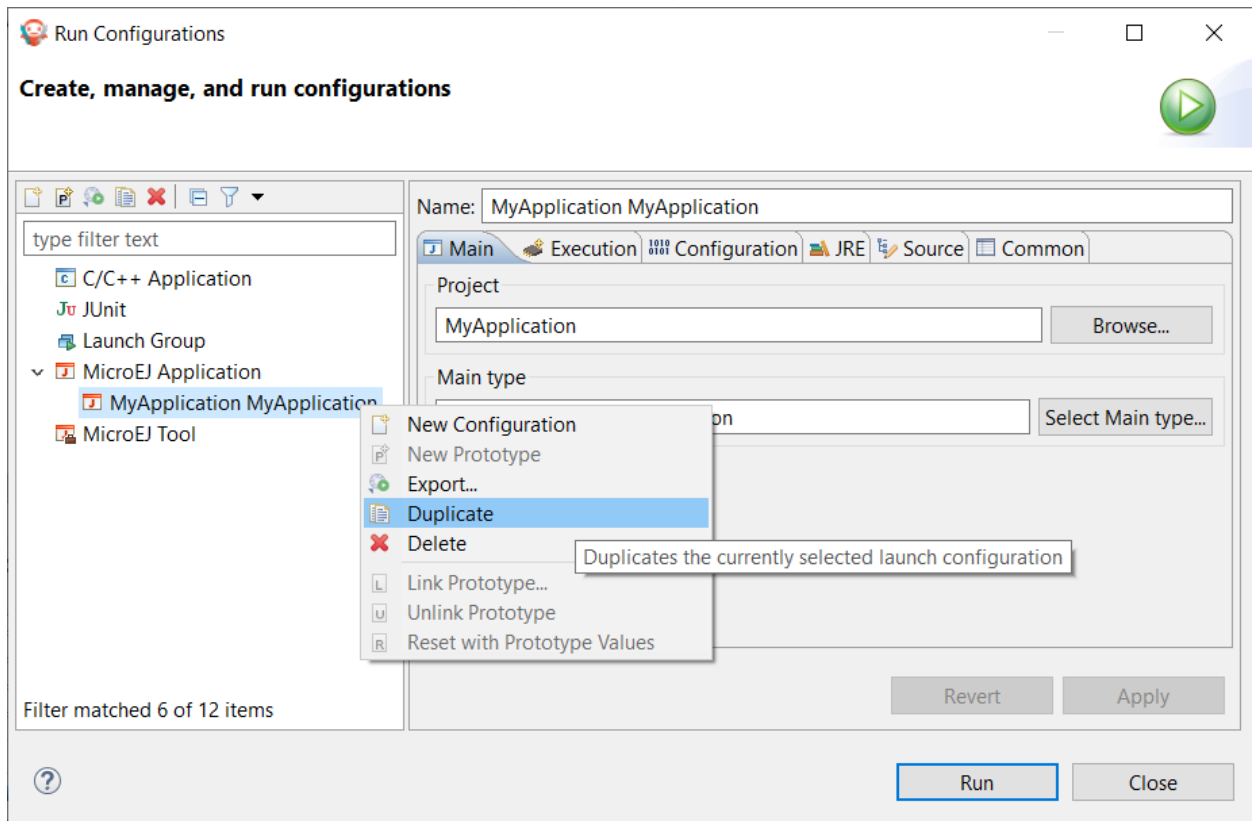 Run Configurations
Create, manage, and run configurations
type filter text
C/C++ Application
JUnit
Launch Group
MicroEJ Application
MyApplication MyApplication
MicroEJ Tool
Filter matched 6 of 12 items
Name: MyApplication MyApplication
Main Execution Configuration JRE Source Common
Project
MyApplication Browse...
Main type
on Select Main type...
New Configuration
New Prototype
Export...
Duplicate
Delete
Duplicates the currently selected launch configuration
Link Prototype...
Unlink Prototype
Reset with Prototype Values
Revert Apply
Run Close